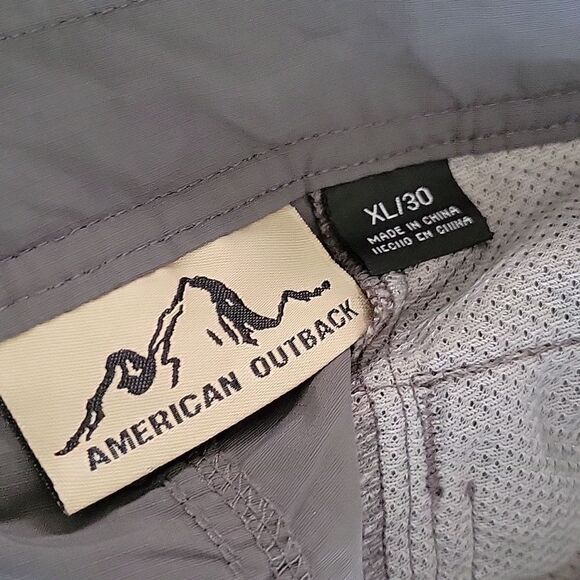 XL/30
MADE IN CHINA
HECHO EN CHINA
AMERICAN OUTBACK